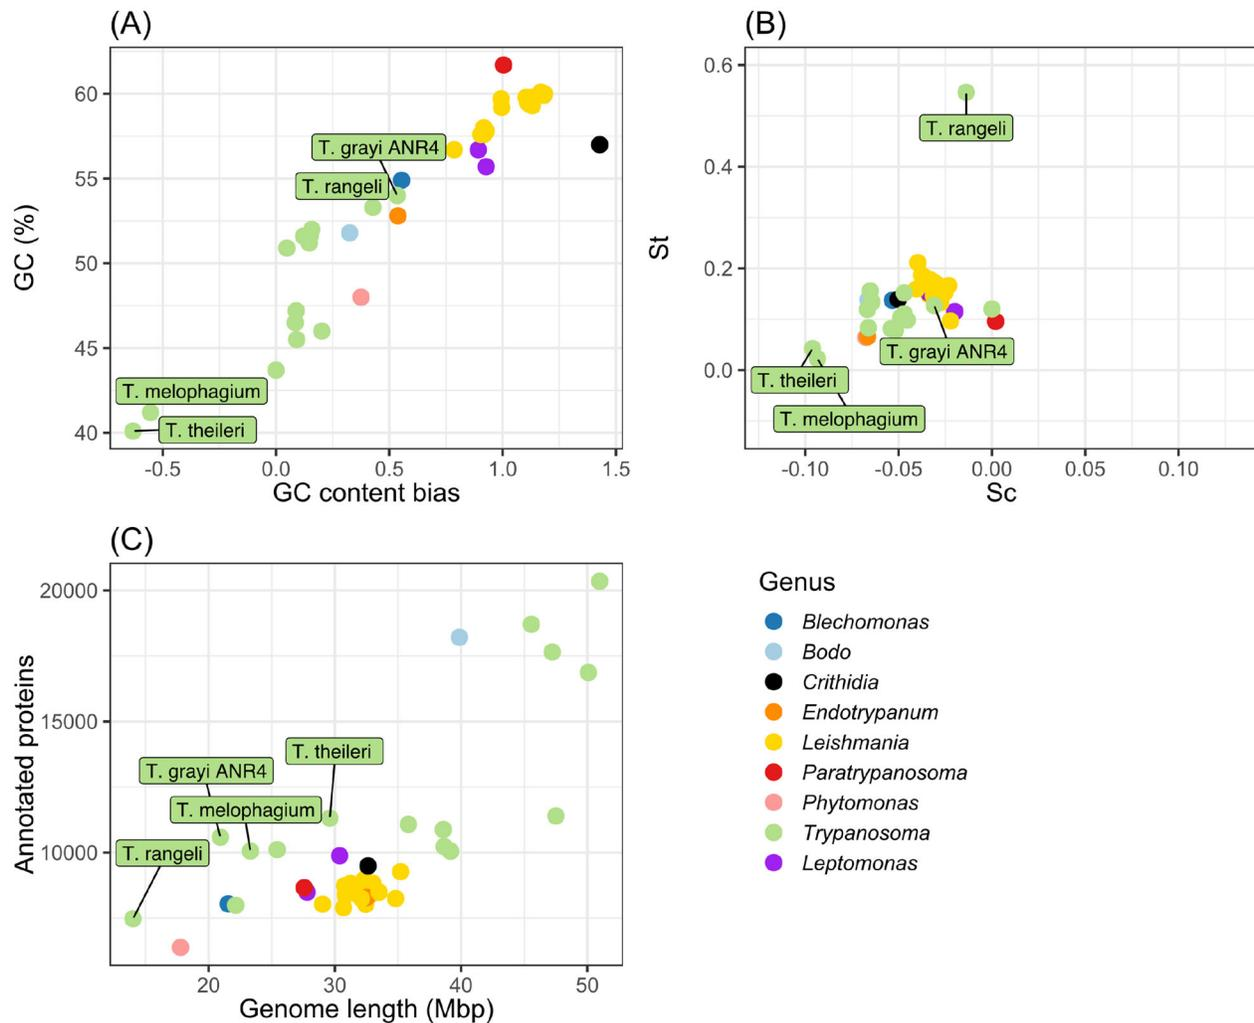 (A)
60
55
50
45
40
GC (%)
T. grayi ANR4
T. rangeli
T. melophagium
T. theileri
-0.5
0.0
0.5
1.0
1.5
GC content bias
(B)
0.6
0.4
0.2
0.0
St
T. rangeli
T. grayi ANR4
T. theileri
T. melophagium
-0.10
-0.05
0.00
0.05
0.10
Sc
(C)
20000
15000
10000
Annotated proteins
T. theileri
T. grayi ANR4
T. melophagium
T. rangeli
20
30
40
50
Genome length (Mbp)
Genus
Blechomonas
Bodo
Crithidia
Endotrypanum
Leishmania
Paratrypanosoma
Phytomonas
Trypanosoma
Leptomonas